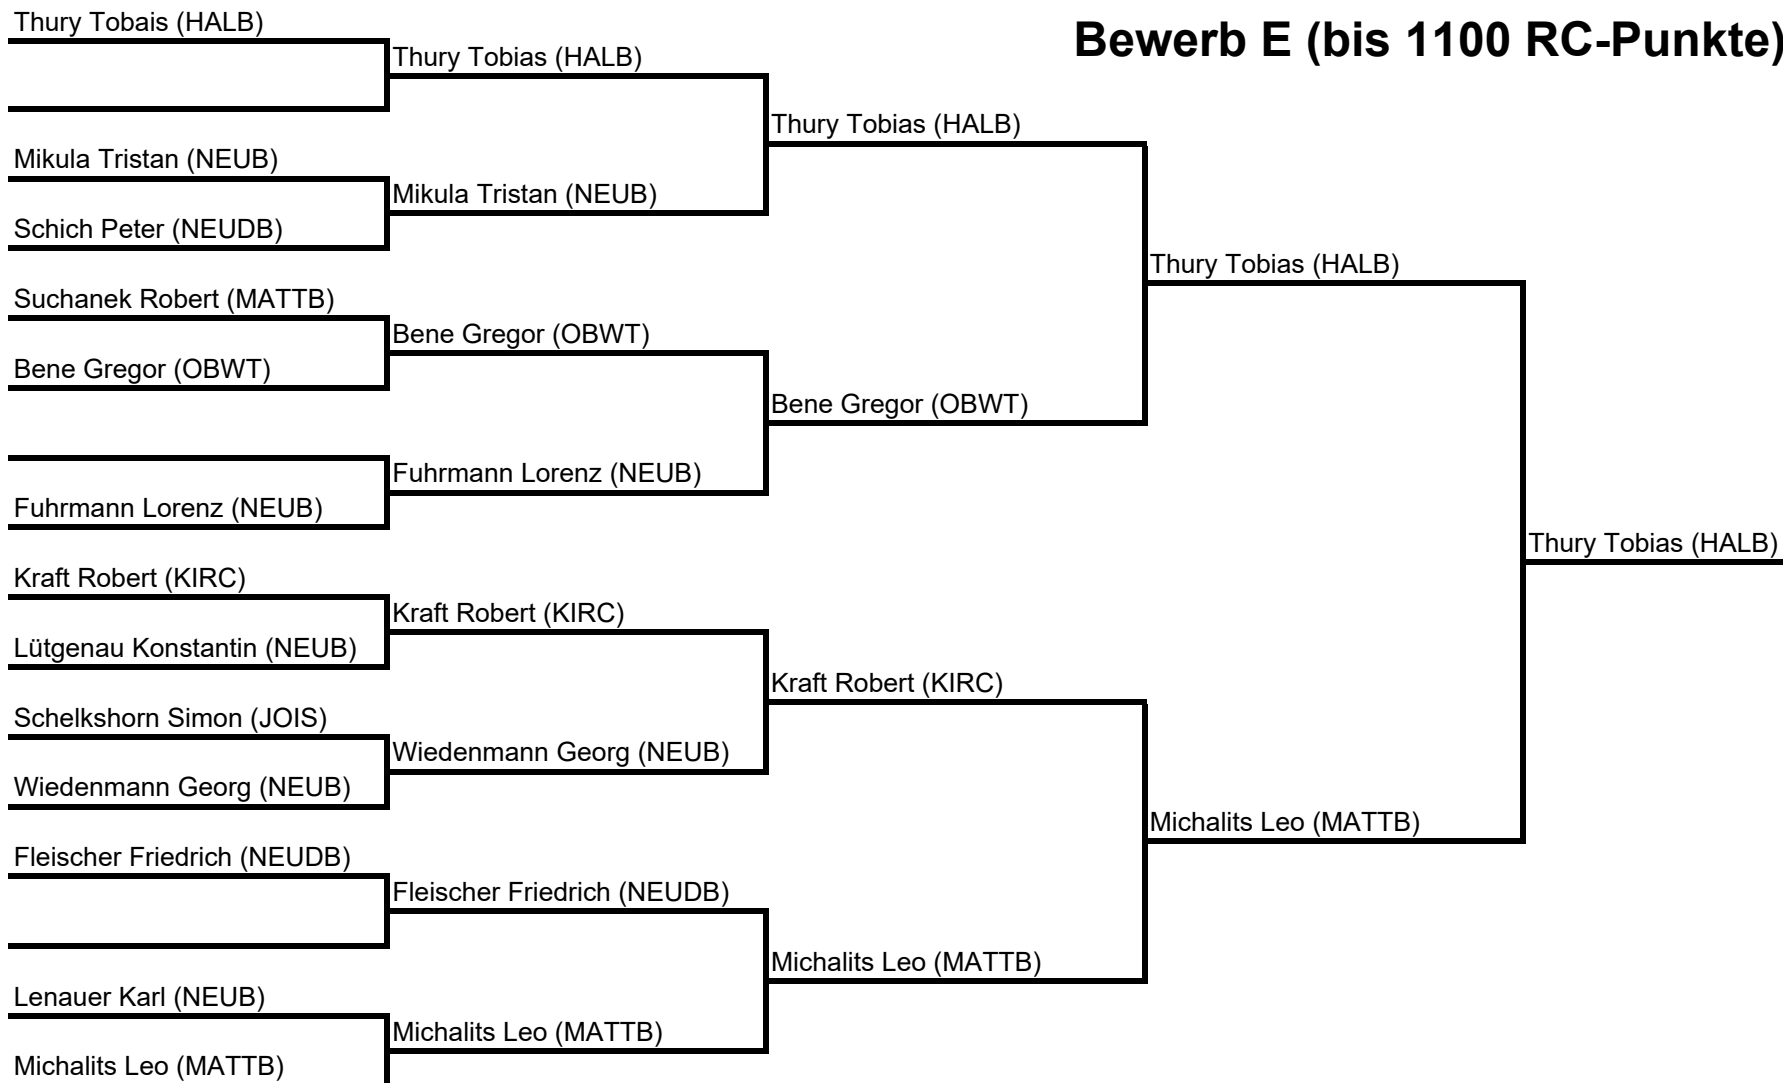 Thury Tobais (HALB)
Bewerb E (bis 1100 RC-Punkte)
Thury Tobias (HALB)
Thury Tobias (HALB)
Mikula Tristan (NEUB)
Mikula Tristan (NEUB)
Schich Peter (NEUDB)
Thury Tobias (HALB)
Suchanek Robert (MATTB)
Bene Gregor (OBWT)
Bene Gregor (OBWT)
Bene Gregor (OBWT)
Fuhrmann Lorenz (NEUB)
Fuhrmann Lorenz (NEUB)
Thury Tobias (HALB)
Kraft Robert (KIRC)
Kraft Robert (KIRC)
Lütgenau Konstantin (NEUB)
Kraft Robert (KIRC)
Schelkshorn Simon (JOIS)
Wiedenmann Georg (NEUB)
Wiedenmann Georg (NEUB)
Michalits Leo (MATTB)
Fleischer Friedrich (NEUDB)
Fleischer Friedrich (NEUDB)
Michalits Leo (MATTB)
Lenauer Karl (NEUB)
Michalits Leo (MATTB)
Michalits Leo (MATTB)